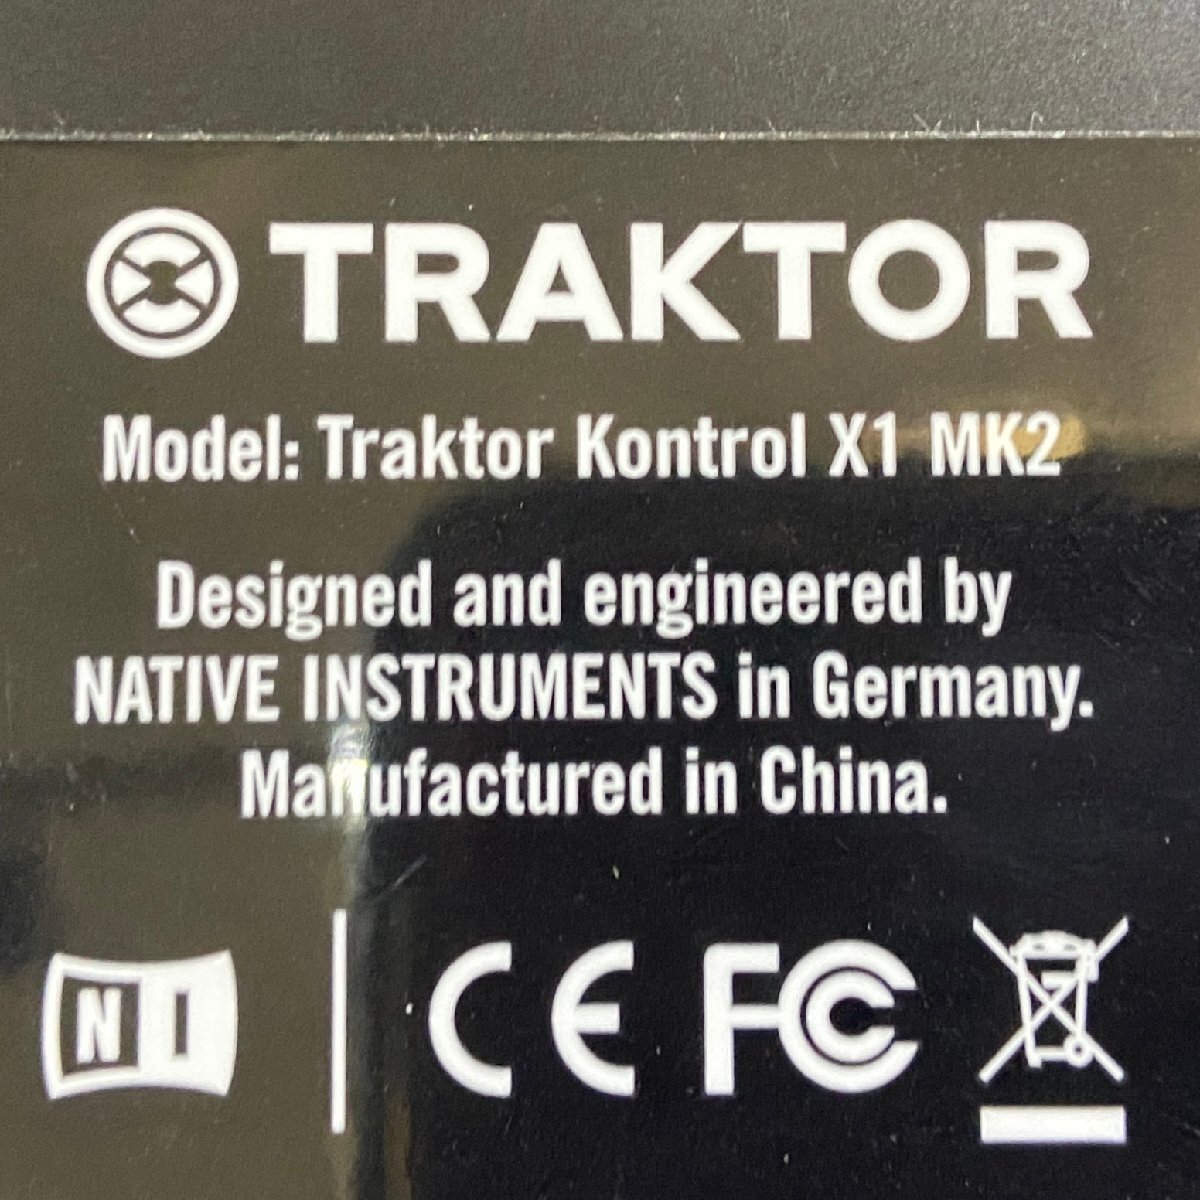 TRAKTOR
Model: Traktor Kontrol X1 MK2
Designed and engineered by
NATIVE INSTRUMENTS in Germany.
Manufactured in China.
NI CE FC